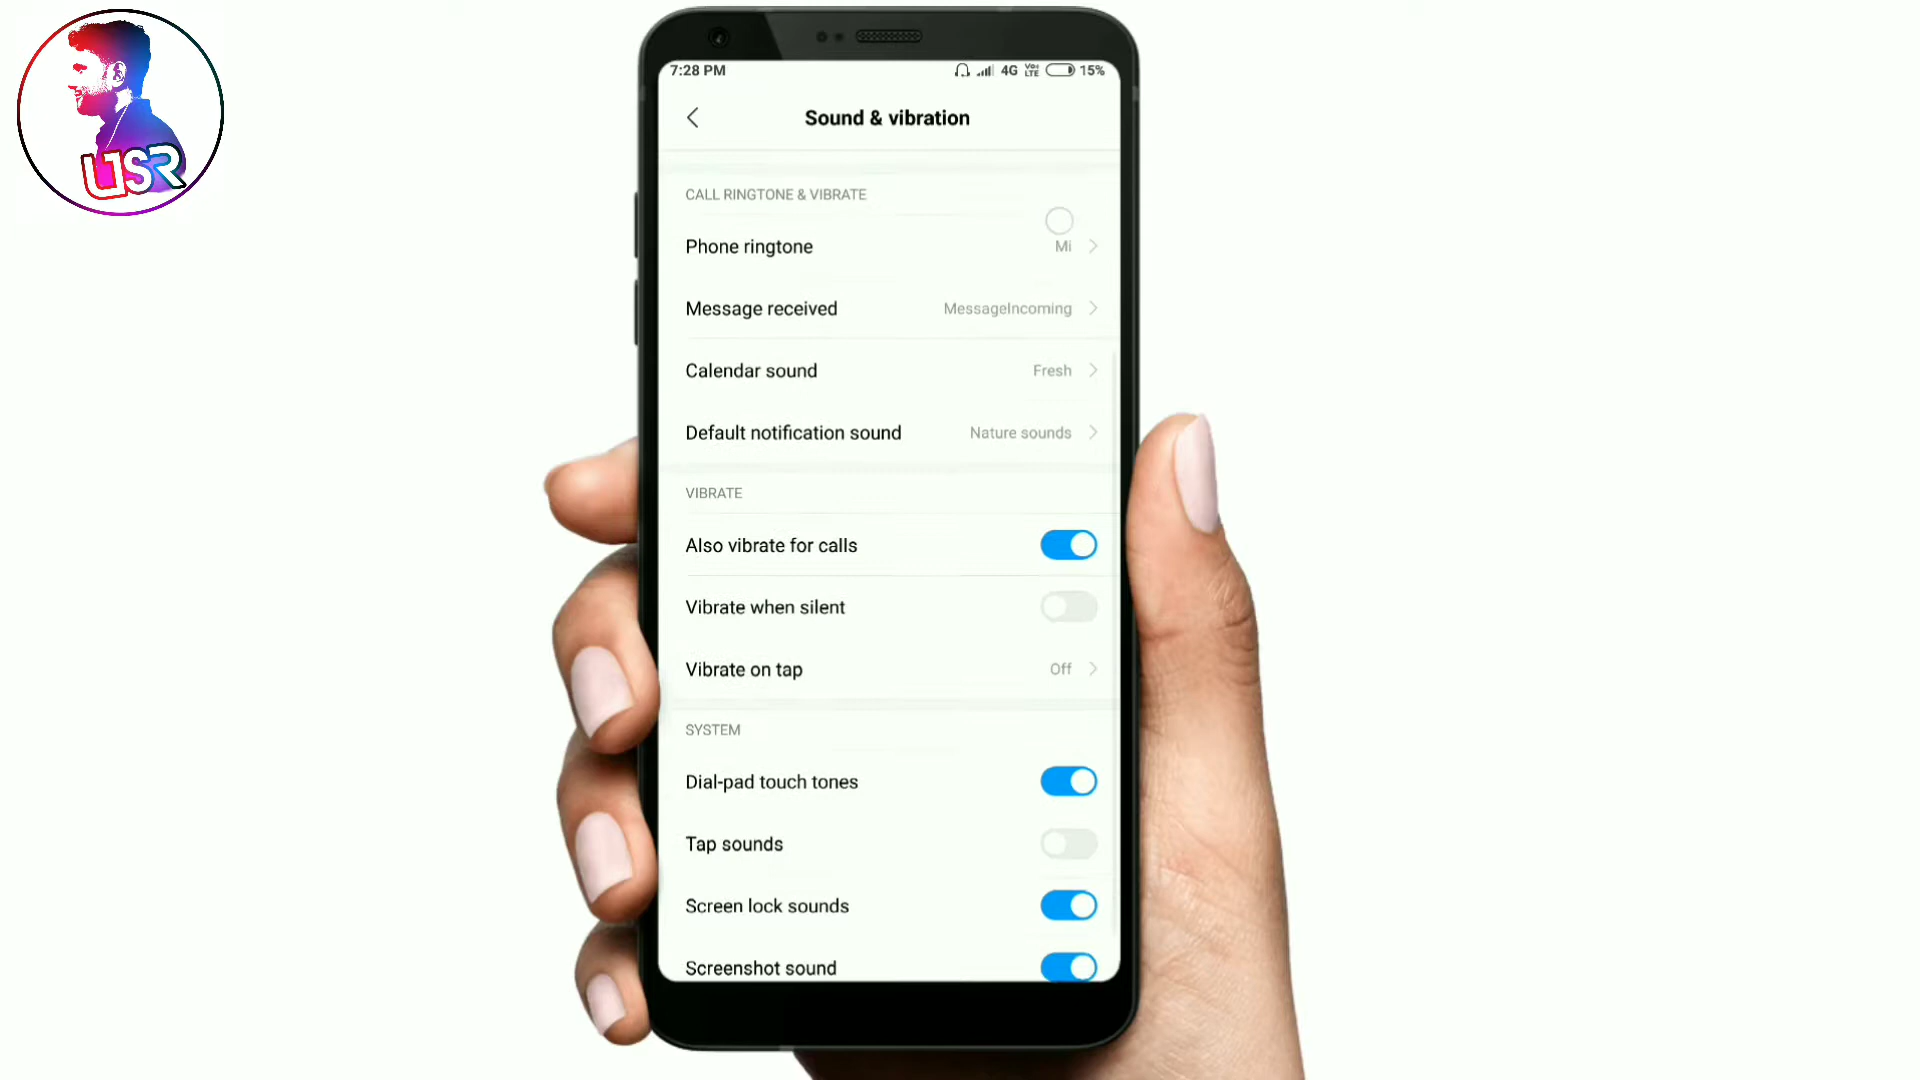 USR
7:28 PM 4G Vo LTE 15%
Sound & vibration
CALL RINGTONE & VIBRATE
Phone ringtone Mi
Message received MessageIncoming
Calendar sound Fresh
Default notification sound Nature sounds
VIBRATE
Also vibrate for calls
Vibrate when silent
Vibrate on tap Off
SYSTEM
Dial-pad touch tones
Tap sounds
Screen lock sounds
Screenshot sound